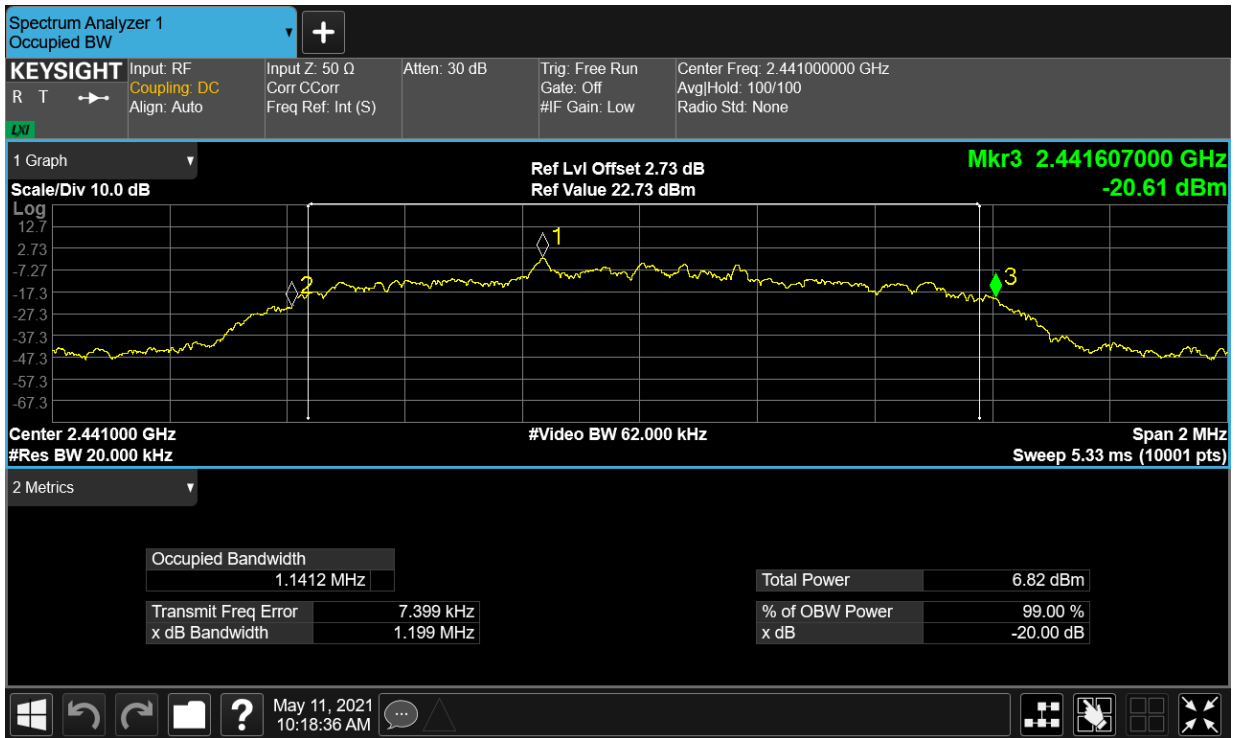 Spectrum Analyzer 1
Occupied BW
+
KEYSIGHT
R T
LXI
Input: RF
Coupling: DC
Align: Auto
Input Z: 50 Ω
Corr CCorr
Freq Ref: Int (S)
Atten: 30 dB
Trig: Free Run
Gate: Off
#IF Gain: Low
Center Freq: 2.441000000 GHz
Avg|Hold: 100/100
Radio Std: None
1 Graph
Scale/Div 10.0 dB
Ref Lvl Offset 2.73 dB
Ref Value 22.73 dBm
Mkr3 2.441607000 GHz
-20.61 dBm
Log
12.7
2.73
-7.27
-17.3
-27.3
-37.3
-47.3
-57.3
-67.3
1
2
3
Center 2.441000 GHz
#Video BW 62.000 kHz
Span 2 MHz
#Res BW 20.000 kHz
Sweep 5.33 ms (10001 pts)
2 Metrics
Occupied Bandwidth
1.1412 MHz
Total Power 6.82 dBm
Transmit Freq Error 7.399 kHz
% of OBW Power 99.00 %
x dB Bandwidth 1.199 MHz
x dB -20.00 dB
?
May 11, 2021
10:18:36 AM